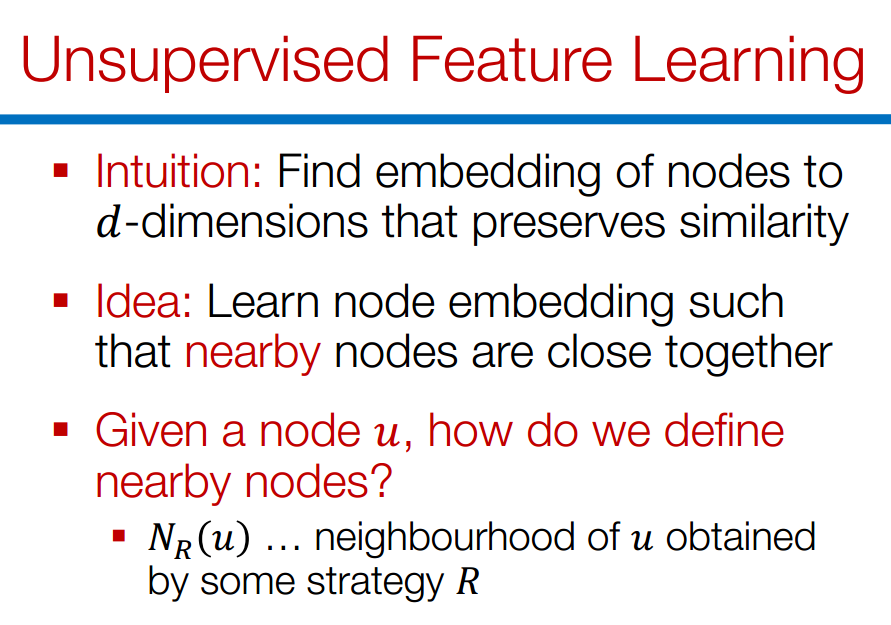 Unsupervised Feature Learning
▪ Intuition: Find embedding of nodes to
d-dimensions that preserves similarity
▪ Idea: Learn node embedding such
that nearby nodes are close together
▪ Given a node u, how do we define
nearby nodes?
▪ N_R(u) … neighbourhood of u obtained
by some strategy R